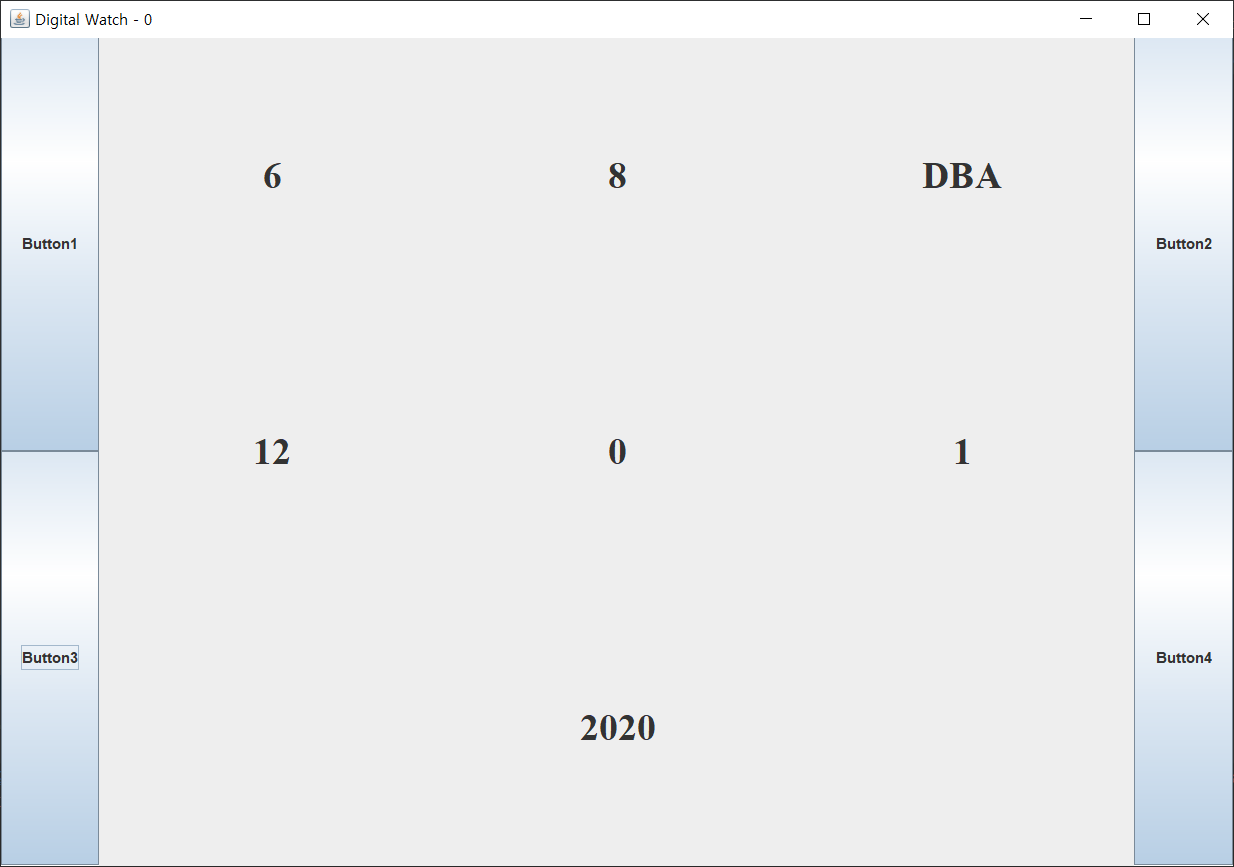 Digital Watch - 0
6 8 DBA
Button1 Button2
12 0 1
Button3 Button4
2020